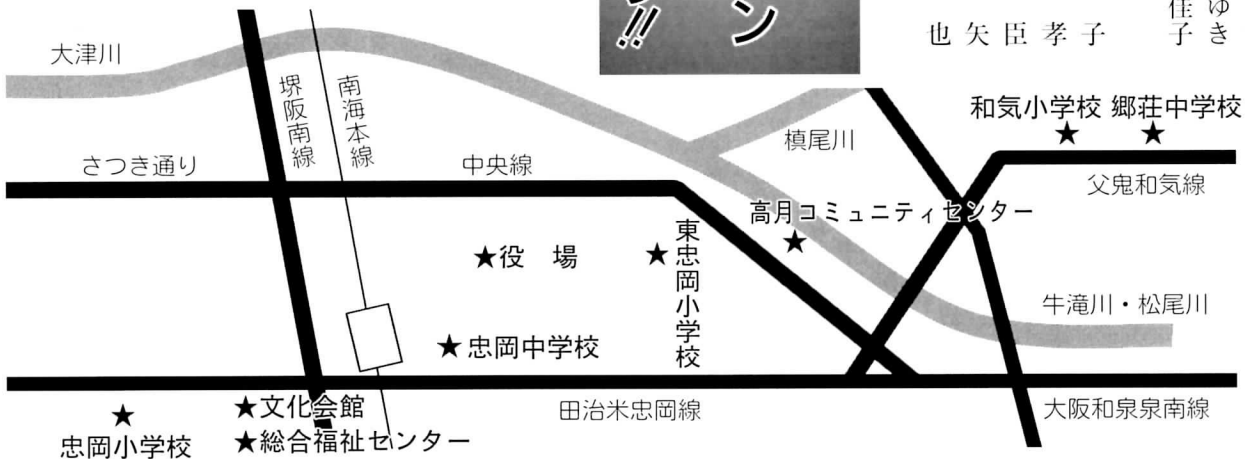 ン
!!
ゆき
佳子
子
孝
臣
矢
也
大津川
堺阪南線
南海本線
さつき通り
中央線
槙尾川
和気小学校 郷荘中学校
★ ★
父鬼和気線
高月コミュニティセンター
★
★役 場
★東忠岡小学校
牛滝川・松尾川
★忠岡中学校
田治米忠岡線
大阪和泉泉南線
★
忠岡小学校
★文化会館
★総合福祉センター